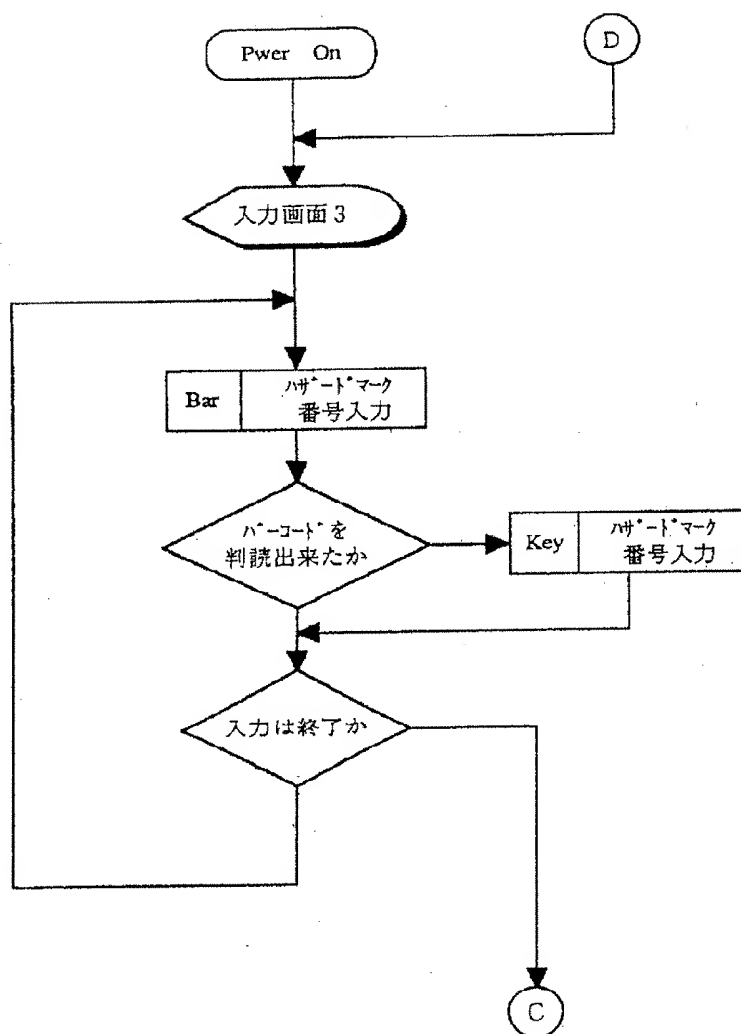 Pwer On
D
入力画面3
Bar
ﾊｻﾞｰﾄﾞﾏｰｸ
番号入力
ﾊﾞｰｺｰﾄﾞを
判読出来たか
Key
ﾊｻﾞｰﾄﾞﾏｰｸ
番号入力
入力は終了か
C